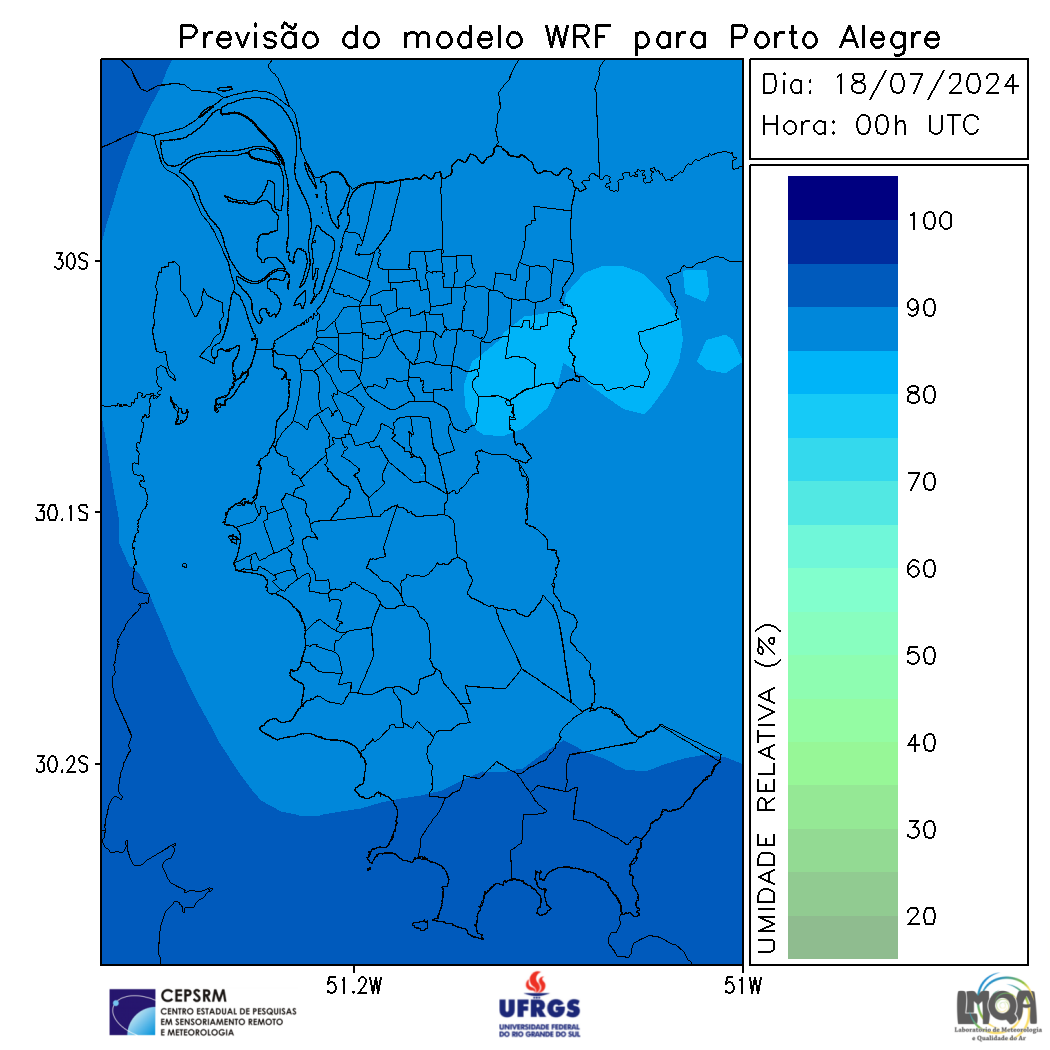 Previsão do modelo WRF para Porto Alegre
Dia: 18/07/2024
Hora: 00h UTC
100
90
80
70
60
50
40
30
20
UMIDADE RELATIVA (%)
30S
30.1S
30.2S
51.2W
51W
CEPSRM
CENTRO ESTADUAL DE PESQUISAS
EM SENSORIAMENTO REMOTO
E METEOROLOGIA
UFRGS
UNIVERSIDADE FEDERAL
DO RIO GRANDE DO SUL
LMQA
Laboratório de Meteorologia
e Qualidade do Ar